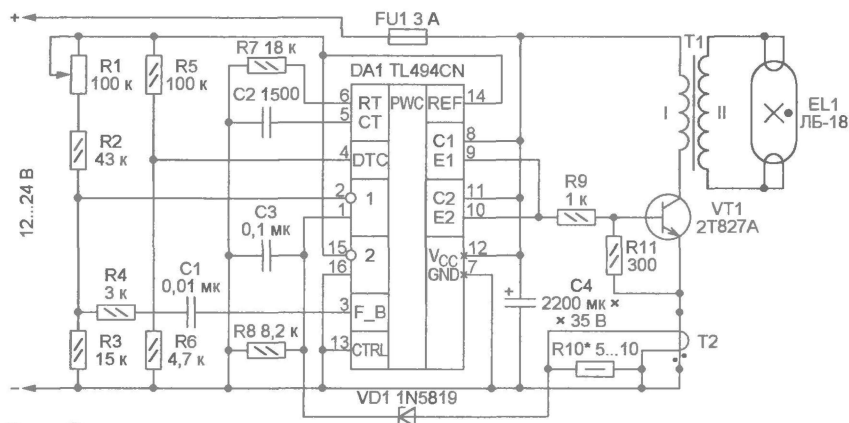 +
FU1 3 А
R1
100 к
R5
100 к
R7 18 к
C2 1500
DA1 TL494CN
6
RT
PWC
REF
14
5
CT
4
DTC
C1
8
E1
9
2
1
1
C2
11
E2
10
15
2
16
VCC
12
GND
7
3
F_B
13
CTRL
R2
43 к
12...24 В
C3
0,1 мк
R4
3 к
C1
0,01 мк
R3
15 к
R6
4,7 к
R8 8,2 к
R9
1 к
R11
300
VT1
2Т827А
T1
I
II
EL1
ЛБ-18
+
C4
2200 мк ×
× 35 В
T2
R10* 5...10
VD1 1N5819
–